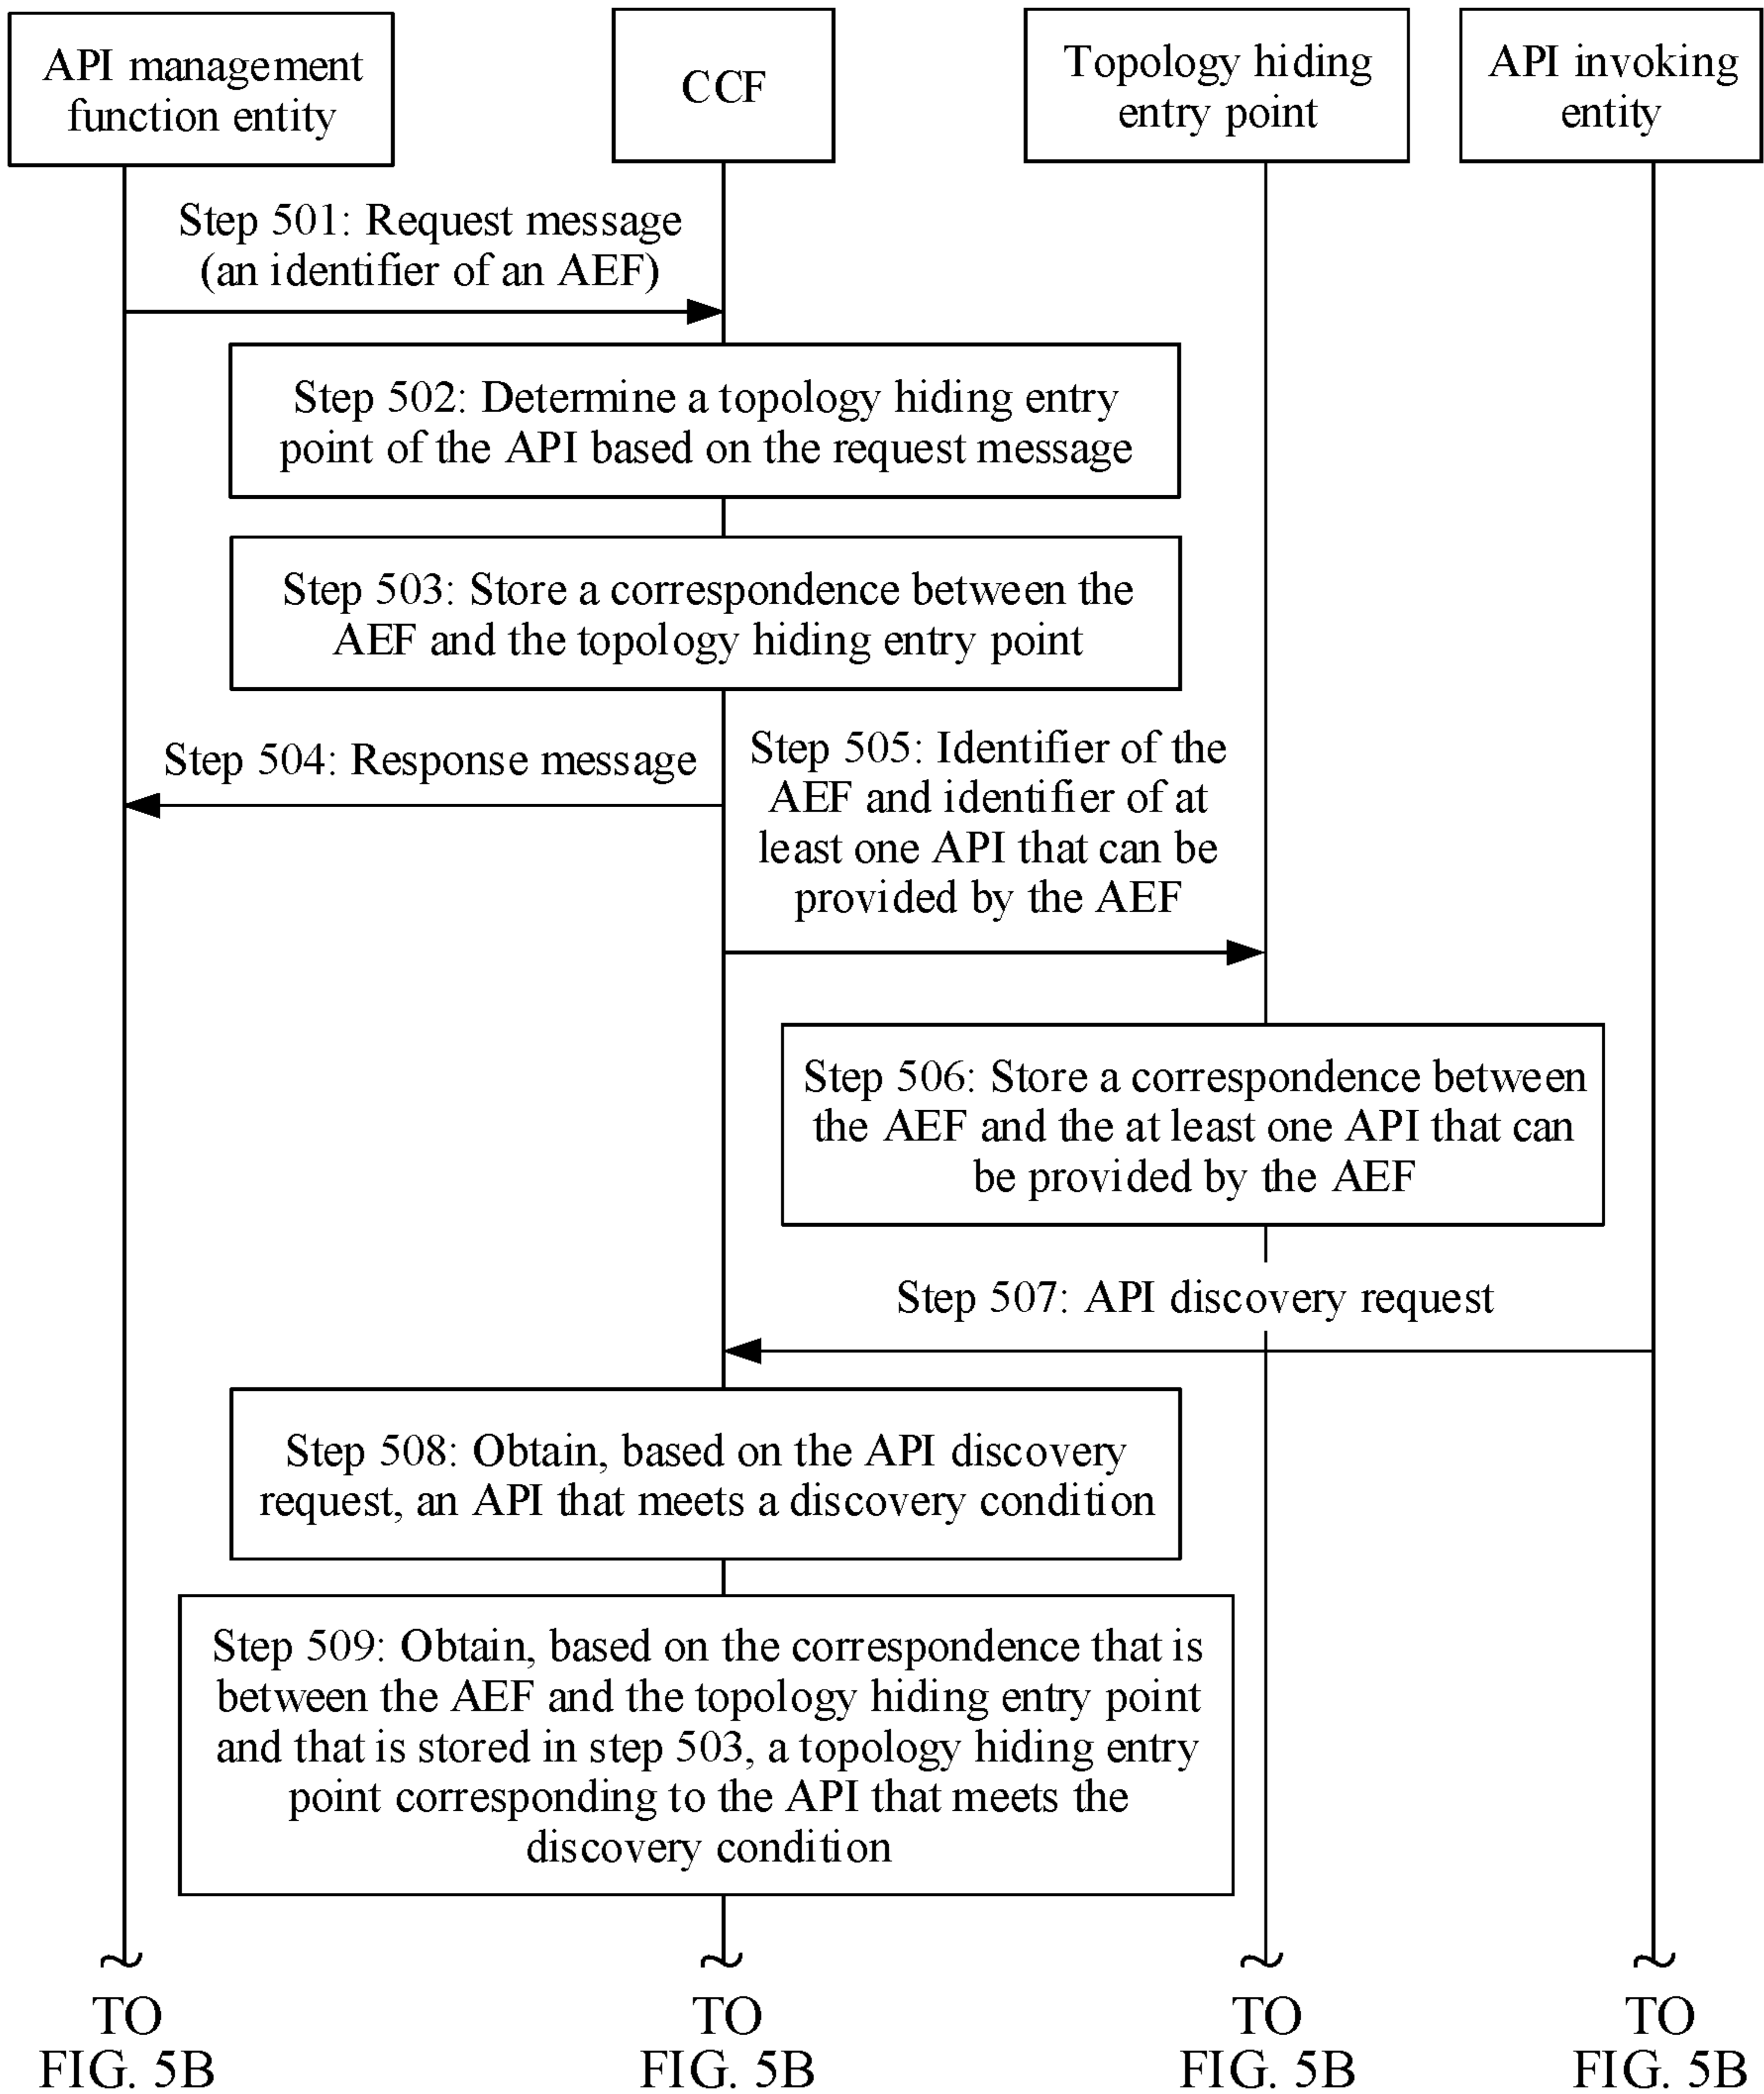 API management
function entity
CCF
Topology hiding
entry point
API invoking
entity
Step 501: Request message
(an identifier of an AEF)
Step 502: Determine a topology hiding entry
point of the API based on the request message
Step 503: Store a correspondence between the
AEF and the topology hiding entry point
Step 504: Response message
Step 505: Identifier of the
AEF and identifier of at
least one API that can be
provided by the AEF
Step 506: Store a correspondence between
the AEF and the at least one API that can
be provided by the AEF
Step 507: API discovery request
Step 508: Obtain, based on the API discovery
request, an API that meets a discovery condition
Step 509: Obtain, based on the correspondence that is
between the AEF and the topology hiding entry point
and that is stored in step 503, a topology hiding entry
point corresponding to the API that meets the
discovery condition
TO
FIG. 5B
TO
FIG. 5B
TO
FIG. 5B
TO
FIG. 5B